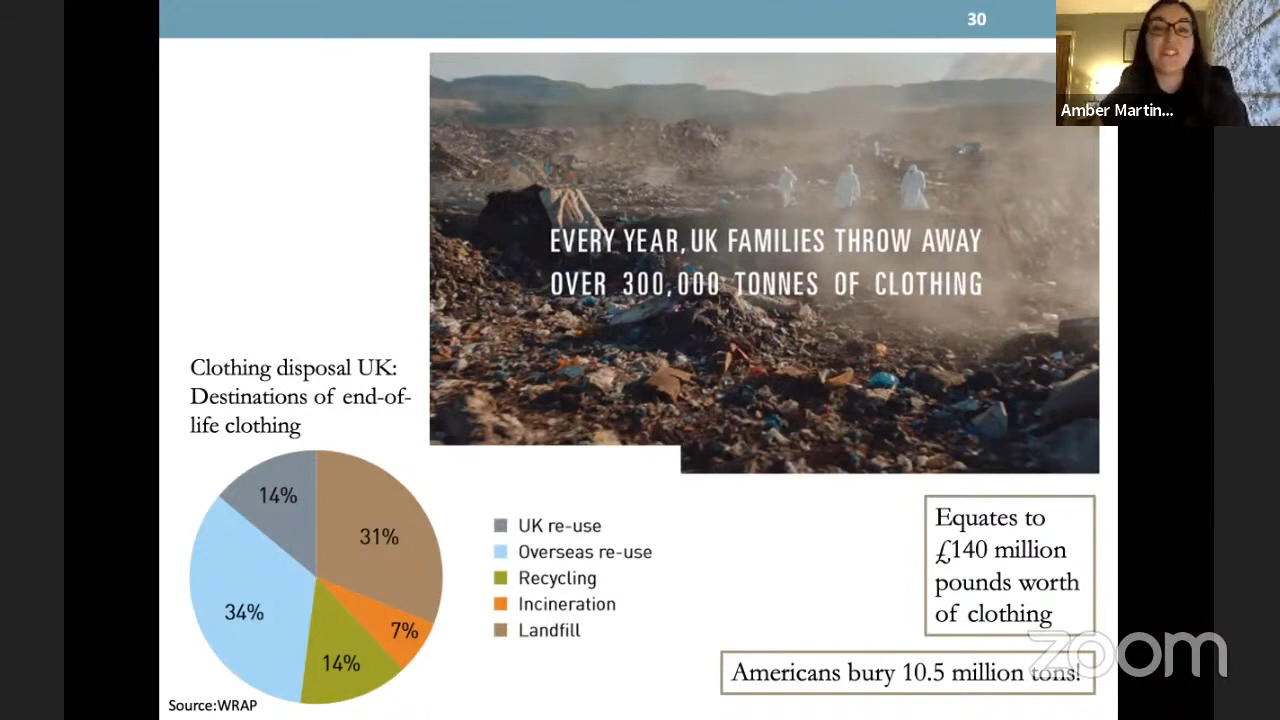 30
Amber Martin...
EVERY YEAR, UK FAMILIES THROW AWAY
OVER 300,000 TONNES OF CLOTHING
Clothing disposal UK:
Destinations of end-of-
life clothing
14%
31%
34%
7%
14%
UK re-use
Overseas re-use
Recycling
Incineration
Landfill
Source:WRAP
Equates to
£140 million
pounds worth
of clothing
Americans bury 10.5 million tons!
zoom